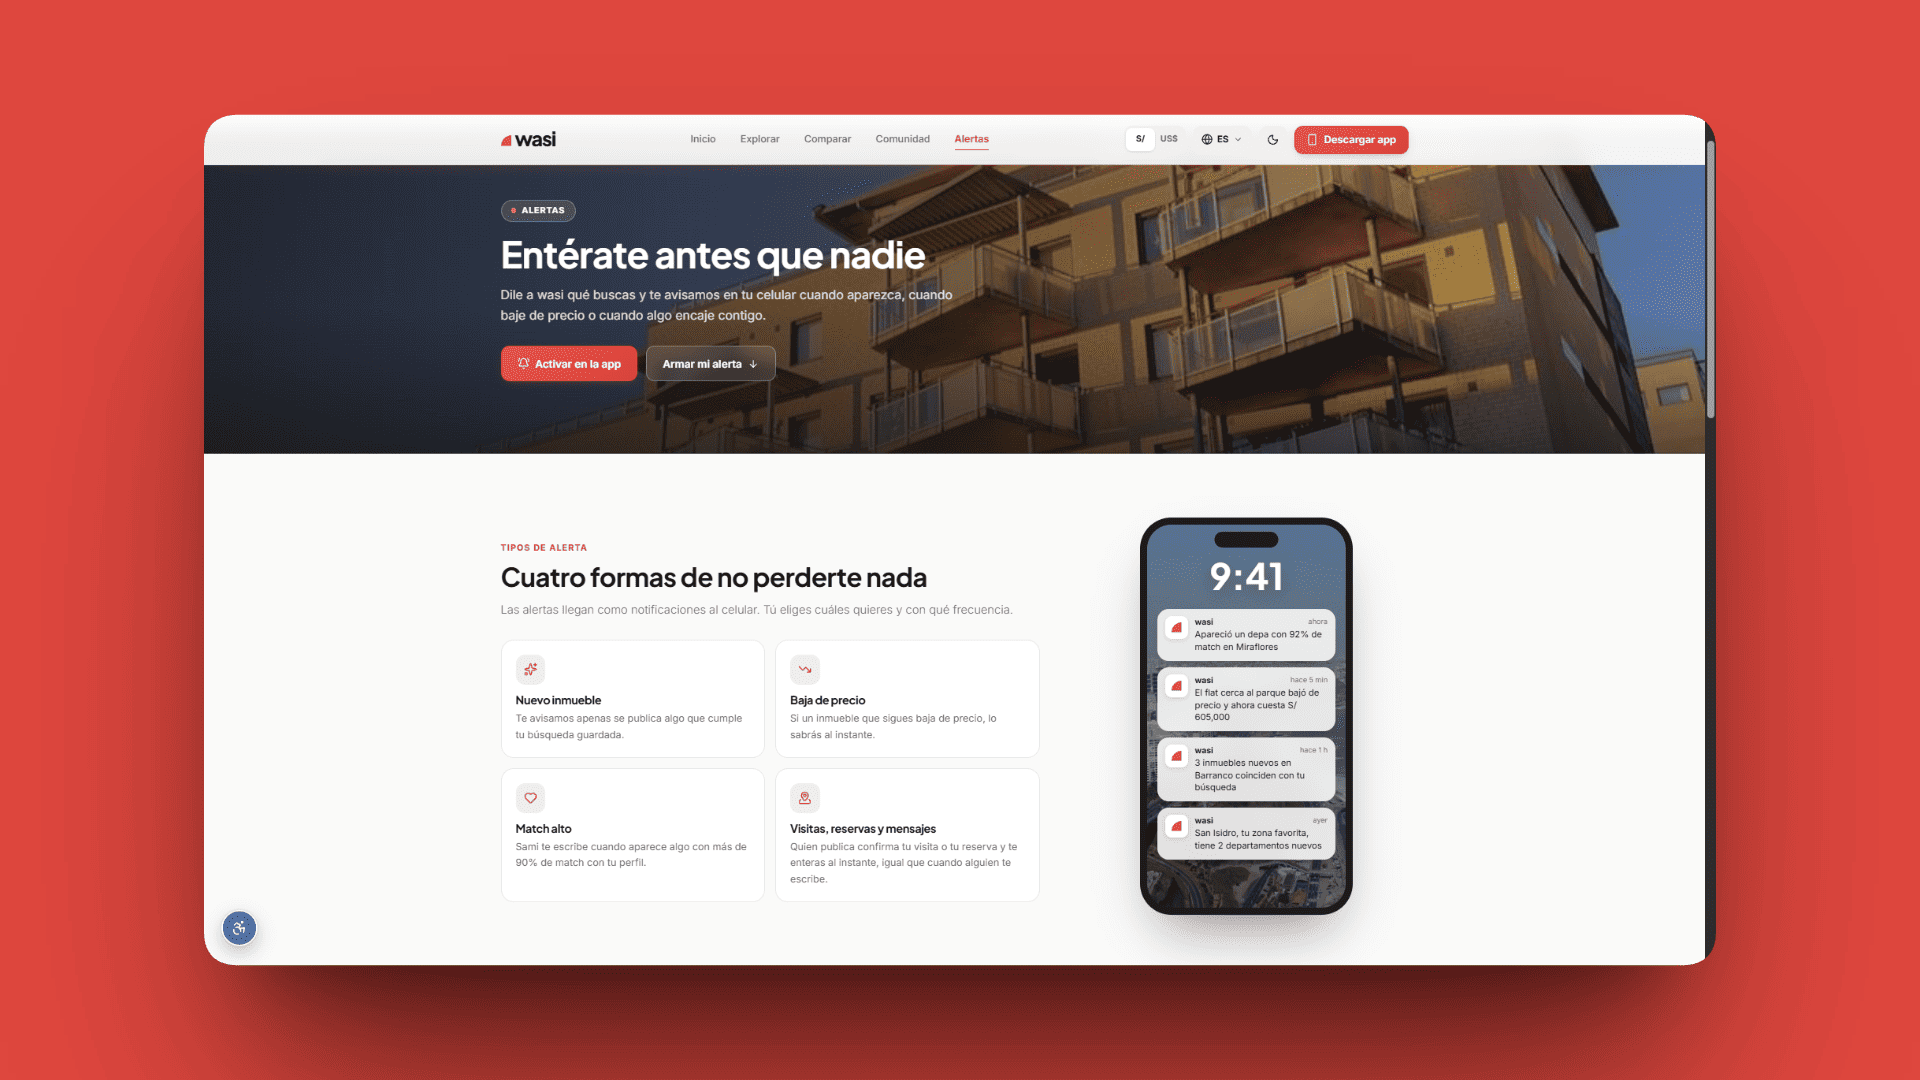 wasi
Inicio
Explorar
Comparar
Comunidad
Alertas
S/
US$
ES
Descargar app
ALERTAS
Entérate antes que nadie
Dile a wasi qué buscas y te avisamos en tu celular cuando aparezca, cuando
baje de precio o cuando algo encaje contigo.
Activar en la app
Armar mi alerta ↓
TIPOS DE ALERTA
Cuatro formas de no perderte nada
Las alertas llegan como notificaciones al celular. Tú eliges cuáles quieres y con qué frecuencia.
Nuevo inmueble
Te avisamos apenas se publica algo que cumple
tu búsqueda guardada.
Baja de precio
Si un inmueble que sigues baja de precio, lo
sabrás al instante.
Match alto
Sami te escribe cuando aparece algo con más de
90% de match con tu perfil.
Visitas, reservas y mensajes
Quien publica confirma tu visita o tu reserva y te
enteras al instante, igual que cuando alguien te
escribe.
9:41
wasi
ahora
Apareció un depa con 92% de
match en Miraflores
wasi
hace 5 min
El flat cerca al parque bajó de
precio y ahora cuesta S/
605,000
wasi
hace 1 h
3 inmuebles nuevos en
Barranco coinciden con tu
búsqueda
wasi
ayer
San Isidro, tu zona favorita,
tiene 2 departamentos nuevos